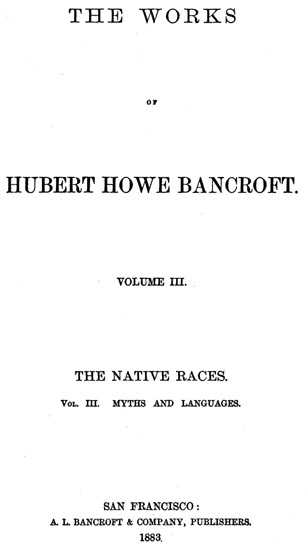 THE WORKS
OF
HUBERT HOWE BANCROFT.
VOLUME III.
THE NATIVE RACES.
VOL. III. MYTHS AND LANGUAGES.
SAN FRANCISCO:
A. L. BANCROFT & COMPANY, PUBLISHERS.
1883.